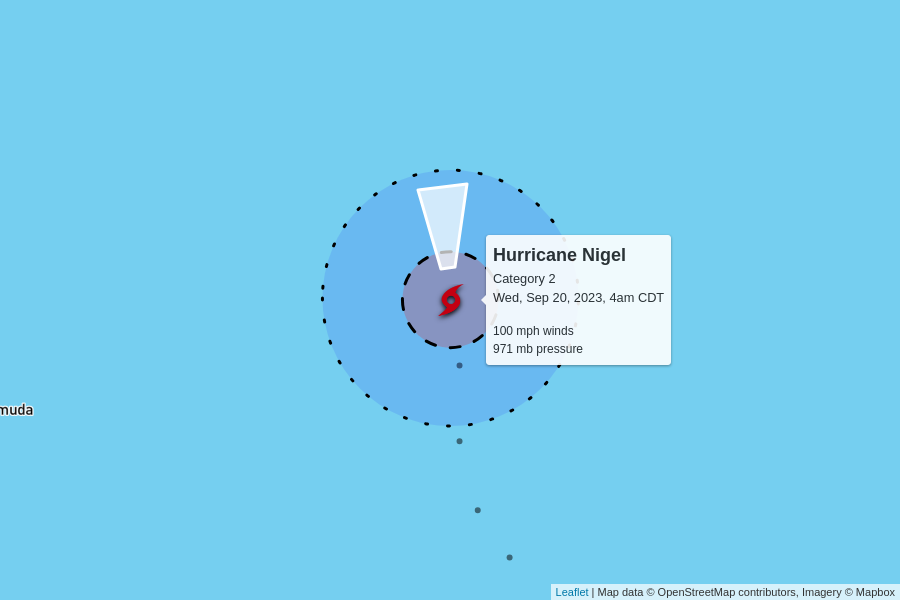 Hurricane Nigel
Category 2
Wed, Sep 20, 2023, 4am CDT
100 mph winds
971 mb pressure
muda
Leaflet | Map data © OpenStreetMap contributors, Imagery © Mapbox